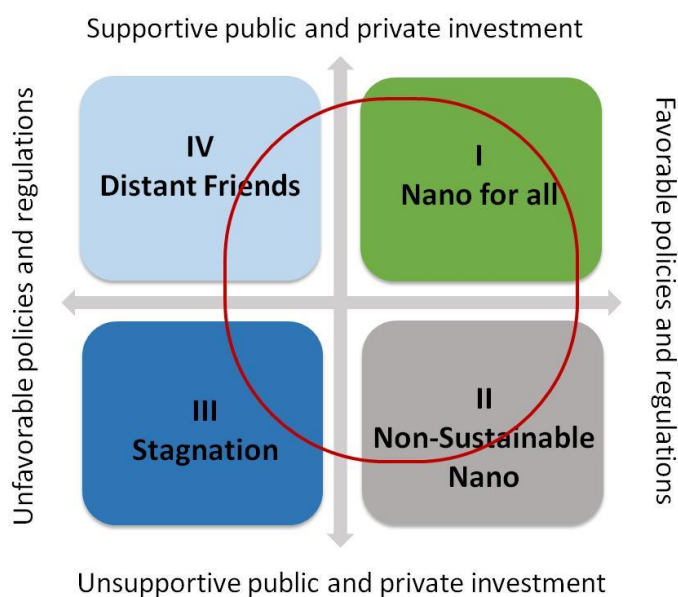 Supportive public and private investment
Unfavorable policies and regulations
IV
Distant Friends
I
Nano for all
Favorable policies and regulations
III
Stagnation
II
Non-Sustainable
Nano
Unsupportive public and private investment